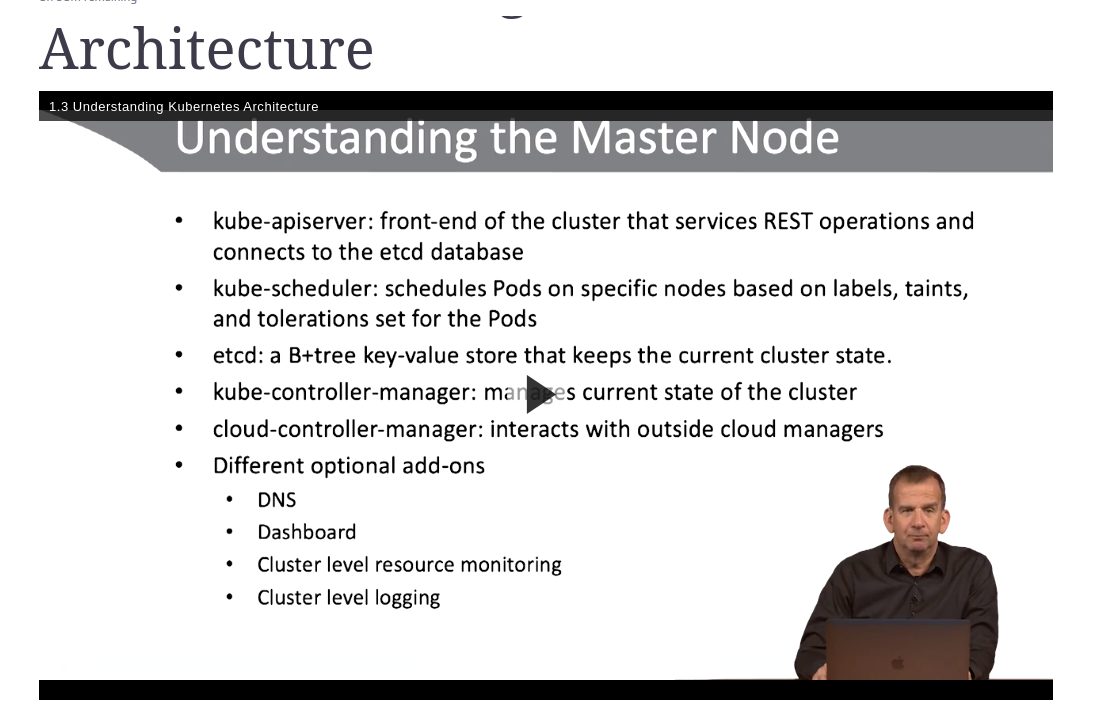 Architecture
1.3 Understanding Kubernetes Architecture
Understanding the Master Node
• kube-apiserver: front-end of the cluster that services REST operations and
connects to the etcd database
• kube-scheduler: schedules Pods on specific nodes based on labels, taints,
and tolerations set for the Pods
• etcd: a B+tree key-value store that keeps the current cluster state.
• kube-controller-manager: manages current state of the cluster
• cloud-controller-manager: interacts with outside cloud managers
• Different optional add-ons
• DNS
• Dashboard
• Cluster level resource monitoring
• Cluster level logging